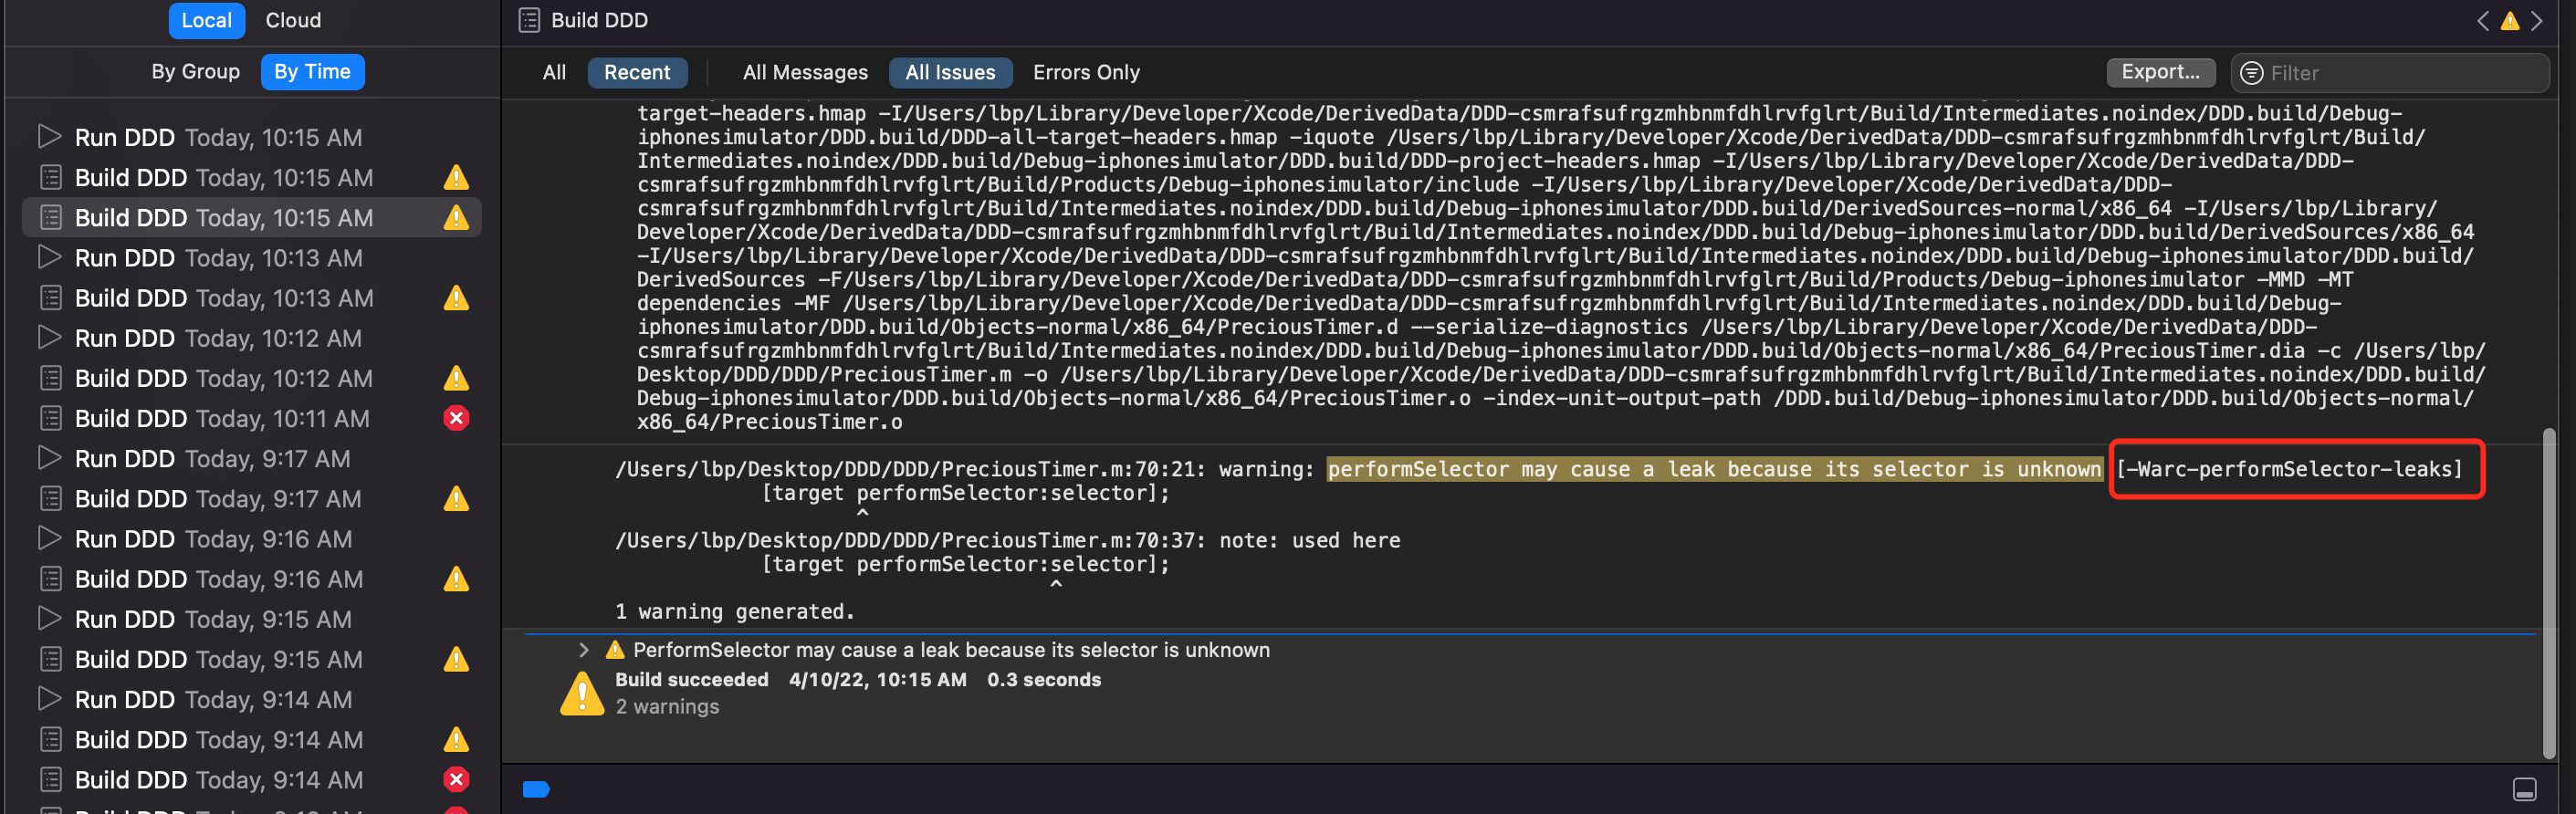 Local Cloud
By Group By Time
Run DDD Today, 10:15 AM
Build DDD Today, 10:15 AM
Build DDD Today, 10:15 AM
Run DDD Today, 10:13 AM
Build DDD Today, 10:13 AM
Run DDD Today, 10:12 AM
Build DDD Today, 10:12 AM
Build DDD Today, 10:11 AM
Run DDD Today, 9:17 AM
Build DDD Today, 9:17 AM
Run DDD Today, 9:16 AM
Build DDD Today, 9:16 AM
Run DDD Today, 9:15 AM
Build DDD Today, 9:15 AM
Run DDD Today, 9:14 AM
Build DDD Today, 9:14 AM
Build DDD Today, 9:14 AM
Build DDD
All Recent All Messages All Issues Errors Only Export... Filter
target-headers.hmap -I/Users/lbp/Library/Developer/Xcode/DerivedData/DDD-csmrafsufrgzmhbnmfdhlrvfglrt/Build/Intermediates.noindex/DDD.build/Debug-
iphonesimulator/DDD.build/DDD-all-target-headers.hmap -iquote /Users/lbp/Library/Developer/Xcode/DerivedData/DDD-csmrafsufrgzmhbnmfdhlrvfglrt/Build/
Intermediates.noindex/DDD.build/Debug-iphonesimulator/DDD.build/DDD-project-headers.hmap -I/Users/lbp/Library/Developer/Xcode/DerivedData/DDD-
csmrafsufrgzmhbnmfdhlrvfglrt/Build/Products/Debug-iphonesimulator/include -I/Users/lbp/Library/Developer/Xcode/DerivedData/DDD-
csmrafsufrgzmhbnmfdhlrvfglrt/Build/Intermediates.noindex/DDD.build/Debug-iphonesimulator/DDD.build/DerivedSources-normal/x86_64 -I/Users/lbp/Library/
Developer/Xcode/DerivedData/DDD-csmrafsufrgzmhbnmfdhlrvfglrt/Build/Intermediates.noindex/DDD.build/Debug-iphonesimulator/DDD.build/DerivedSources/x86_64
-I/Users/lbp/Library/Developer/Xcode/DerivedData/DDD-csmrafsufrgzmhbnmfdhlrvfglrt/Build/Intermediates.noindex/DDD.build/Debug-iphonesimulator/DDD.build/
DerivedSources -F/Users/lbp/Library/Developer/Xcode/DerivedData/DDD-csmrafsufrgzmhbnmfdhlrvfglrt/Build/Products/Debug-iphonesimulator -MMD -MT
dependencies -MF /Users/lbp/Library/Developer/Xcode/DerivedData/DDD-csmrafsufrgzmhbnmfdhlrvfglrt/Build/Intermediates.noindex/DDD.build/Debug-
iphonesimulator/DDD.build/Objects-normal/x86_64/PreciousTimer.d --serialize-diagnostics /Users/lbp/Library/Developer/Xcode/DerivedData/DDD-
csmrafsufrgzmhbnmfdhlrvfglrt/Build/Intermediates.noindex/DDD.build/Debug-iphonesimulator/DDD.build/Objects-normal/x86_64/PreciousTimer.dia -c /Users/lbp/
Desktop/DDD/DDD/PreciousTimer.m -o /Users/lbp/Library/Developer/Xcode/DerivedData/DDD-csmrafsufrgzmhbnmfdhlrvfglrt/Build/Intermediates.noindex/DDD.build/
Debug-iphonesimulator/DDD.build/Objects-normal/x86_64/PreciousTimer.o -index-unit-output-path /DDD.build/Debug-iphonesimulator/DDD.build/Objects-normal/
x86_64/PreciousTimer.o
/Users/lbp/Desktop/DDD/DDD/PreciousTimer.m:70:21: warning: performSelector may cause a leak because its selector is unknown [-Warc-performSelector-leaks]
[target performSelector:selector];
^
/Users/lbp/Desktop/DDD/DDD/PreciousTimer.m:70:37: note: used here
[target performSelector:selector];
^
1 warning generated.
PerformSelector may cause a leak because its selector is unknown
Build succeeded 4/10/22, 10:15 AM 0.3 seconds
2 warnings